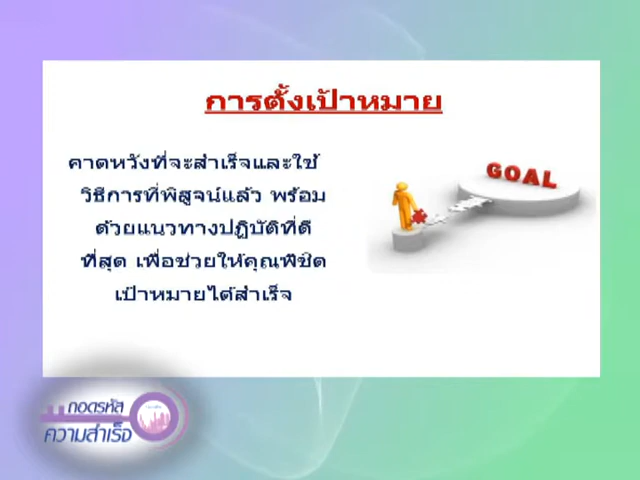 การตั้งเป้าหมาย
คาดหวังที่จะสำเร็จและใช้
วิธีการที่พิสูจน์แล้ว พร้อม
ด้วยแนวทางปฏิบัติที่ดี
ที่สุด เพื่อช่วยให้คุณพิชิต
เป้าหมายได้สำเร็จ
GOAL
ถอดรหัส
ความสำเร็จ